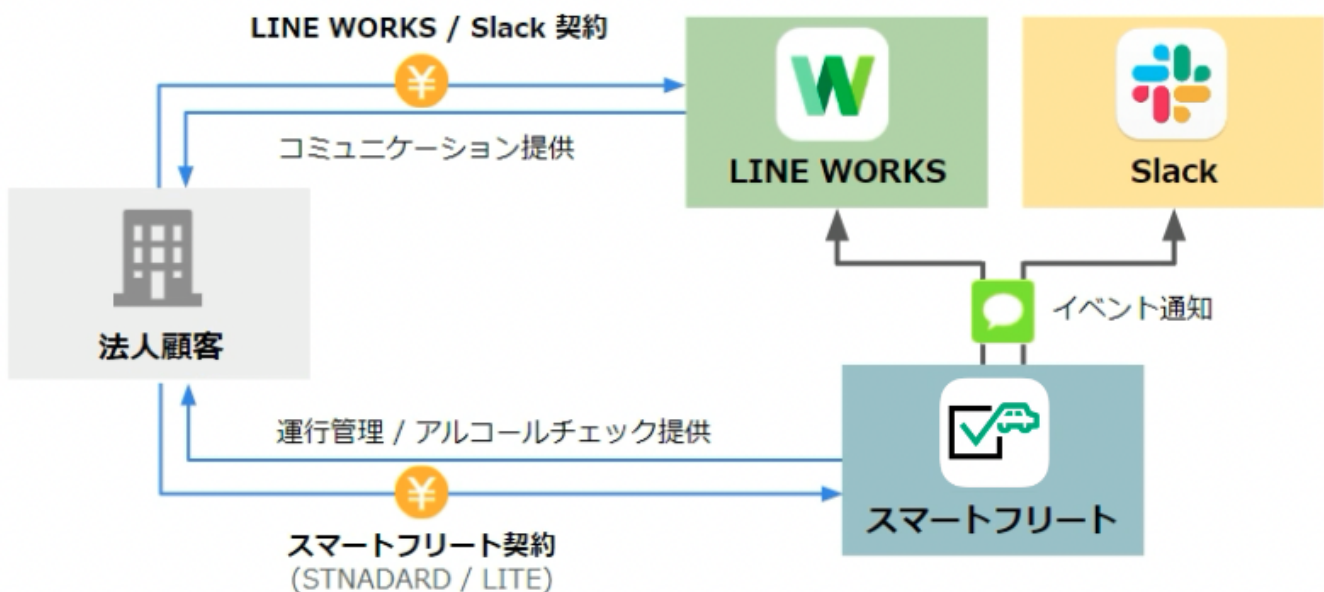 LINE WORKS / Slack 契約
¥
コミュニケーション提供
LINE WORKS
Slack
法人顧客
イベント通知
運行管理 / アルコールチェック提供
¥
スマートフリート
スマートフリート契約
(STNADARD / LITE)